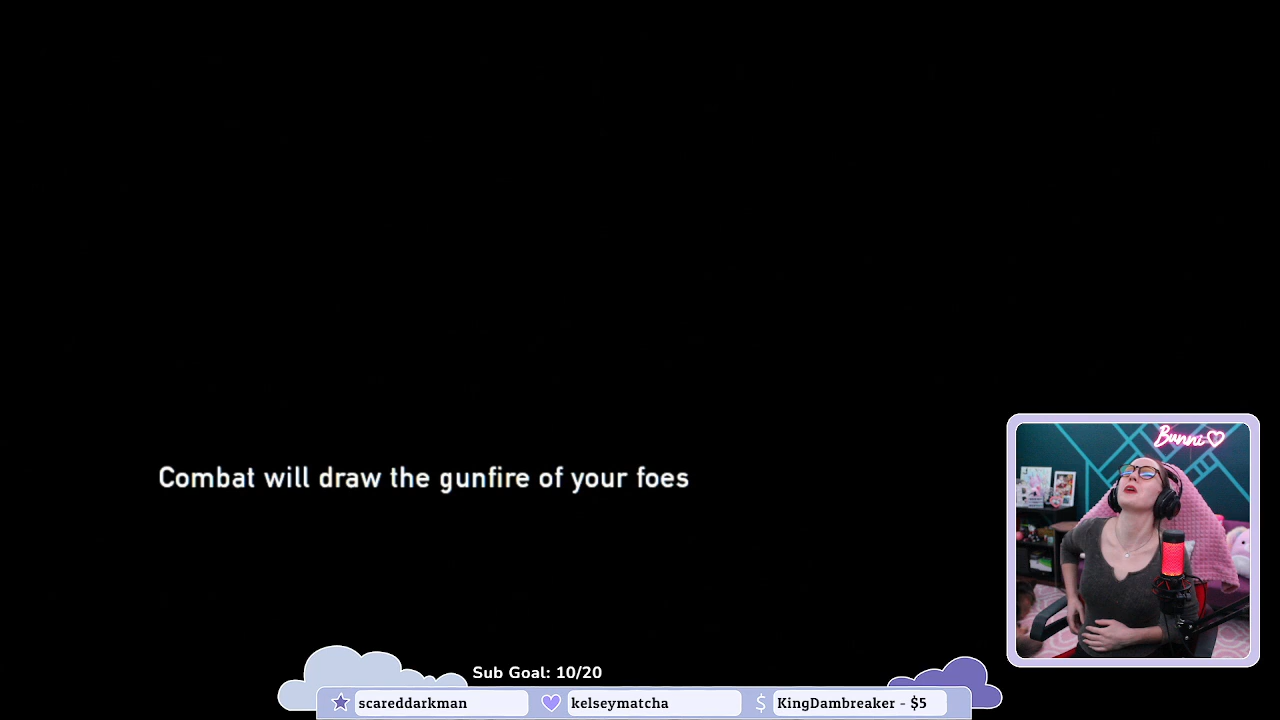 Bunni
Combat will draw the gunfire of your foes
Sub Goal: 10/20
scareddarkman
kelseymatcha
$ KingDambreaker - $5